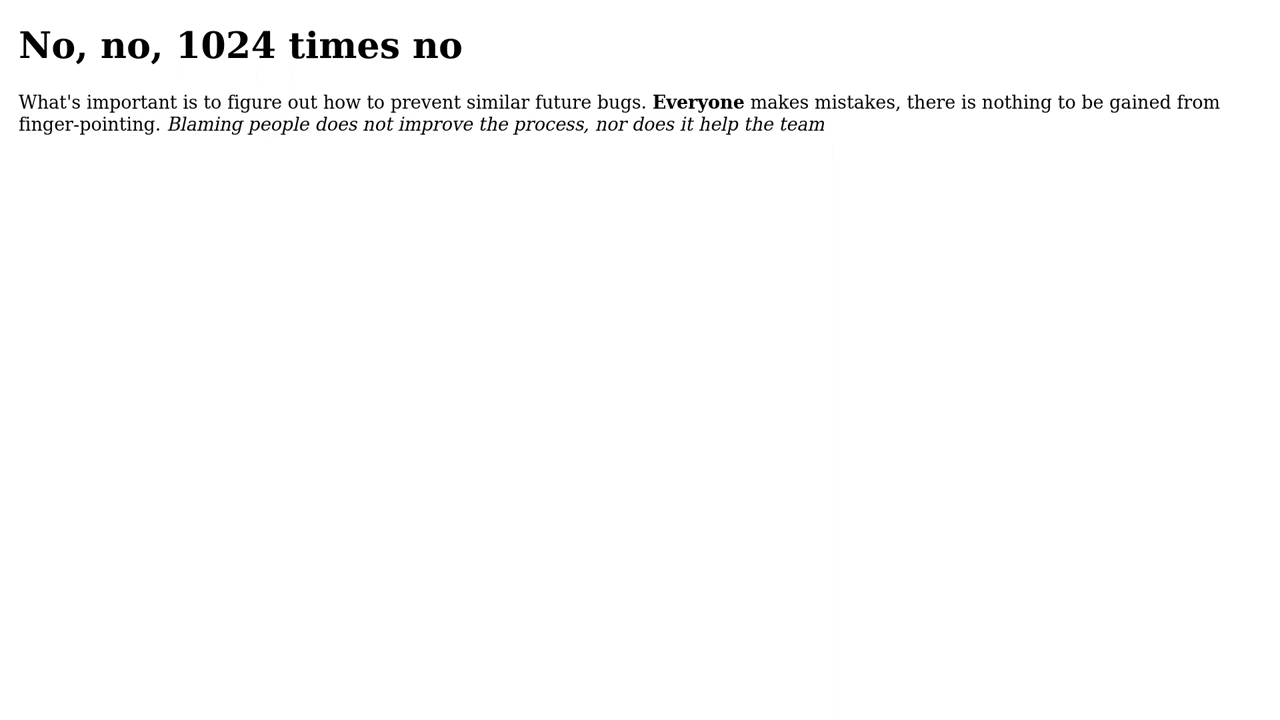 No, no, 1024 times no
What's important is to figure out how to prevent similar future bugs. Everyone makes mistakes, there is nothing to be gained from
finger-pointing. Blaming people does not improve the process, nor does it help the team